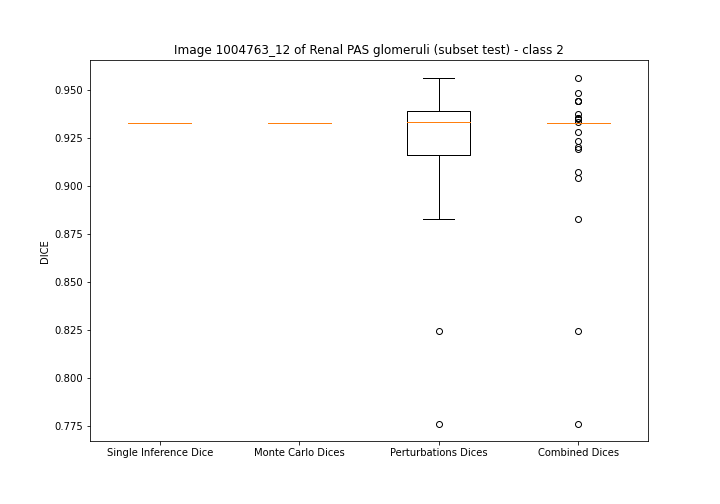 Image 1004763_12 of Renal PAS glomeruli (subset test) - class 2
0.950
0.925
0.900
0.875
0.850
0.825
0.800
0.775
DICE
Single Inference Dice
Monte Carlo Dices
Perturbations Dices
Combined Dices